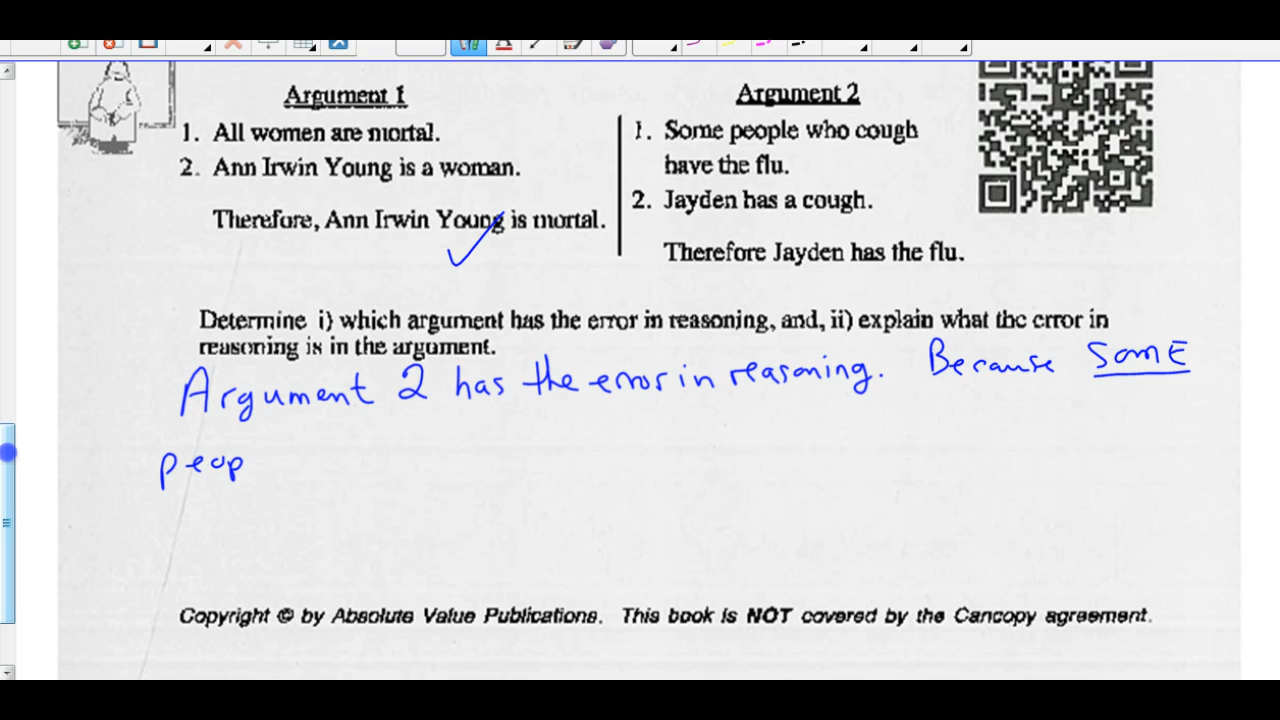 Argument 1
1. All women are mortal.
2. Ann Irwin Young is a woman.
Therefore, Ann Irwin Young is mortal.
Argument 2
1. Some people who cough
have the flu.
2. Jayden has a cough.
Therefore Jayden has the flu.
Determine i) which argument has the error in reasoning, and, ii) explain what the error in
reasoning is in the argument.
Argument 2 has the error in reasoning. Because SOME
peop
Copyright © by Absolute Value Publications. This book is NOT covered by the Cancopy agreement.